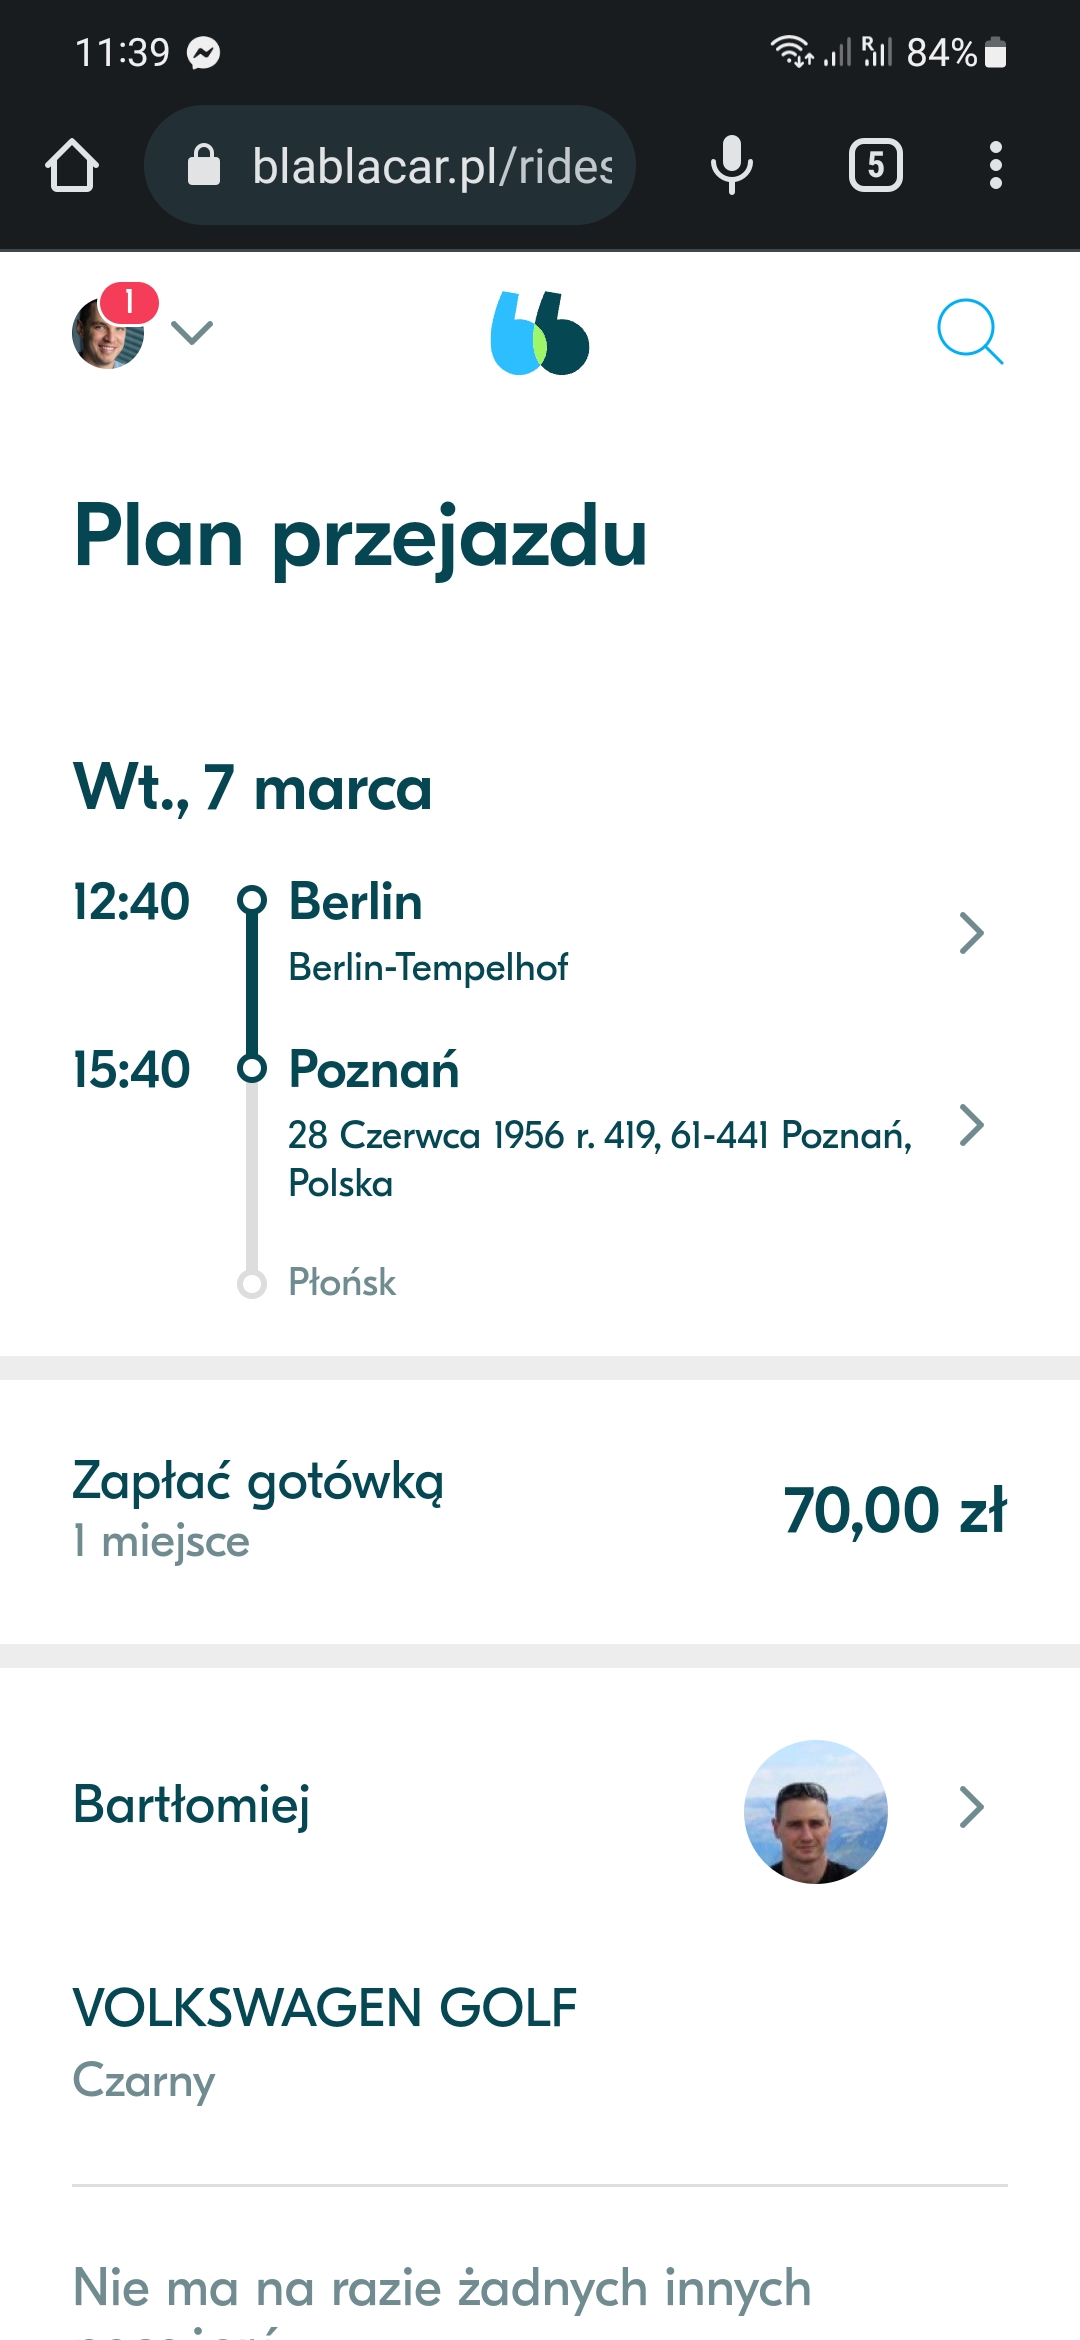 11:39
84%
blablacar.pl/rides
5
1
Plan przejazdu
Wt., 7 marca
12:40
Berlin
Berlin-Tempelhof
15:40
Poznań
28 Czerwca 1956 r. 419, 61-441 Poznań,
Polska
Płońsk
Zapłać gotówką
1 miejsce
70,00 zł
Bartłomiej
VOLKSWAGEN GOLF
Czarny
Nie ma na razie żadnych innych